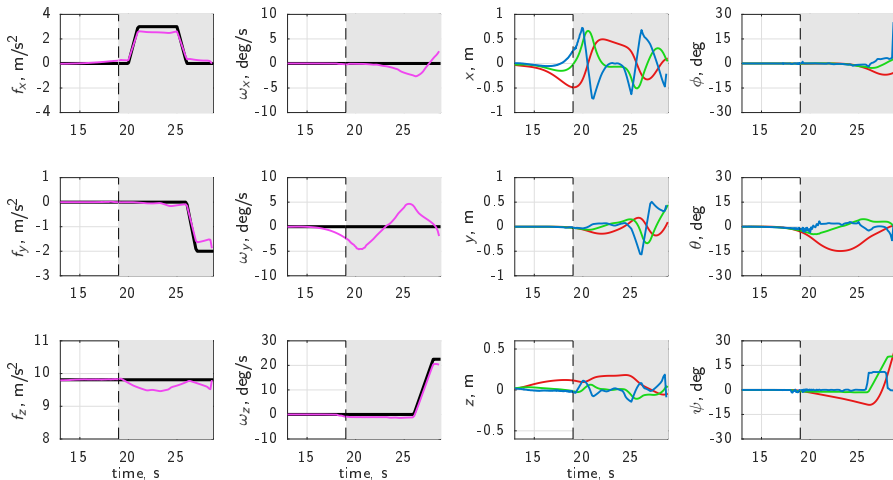 4 2 0 -2 -4 15 20 25 f_x, m/s²
10 5 0 -5 -10 15 20 25 ω_x, deg/s
1 0.5 0 -0.5 -1 15 20 25 x, m
30 15 0 -15 -30 15 20 25 ϕ, deg
1 0 -1 -2 -3 15 20 25 f_y, m/s²
10 5 0 -5 -10 15 20 25 ω_y, deg/s
1 0.5 0 -0.5 -1 15 20 25 y, m
30 15 0 -15 -30 15 20 25 θ, deg
11 10 9 8 15 20 25 f_z, m/s² time, s
30 20 10 0 -10 15 20 25 ω_z, deg/s time, s
0.5 0 -0.5 15 20 25 z, m time, s
30 15 0 -15 -30 15 20 25 ψ, deg time, s